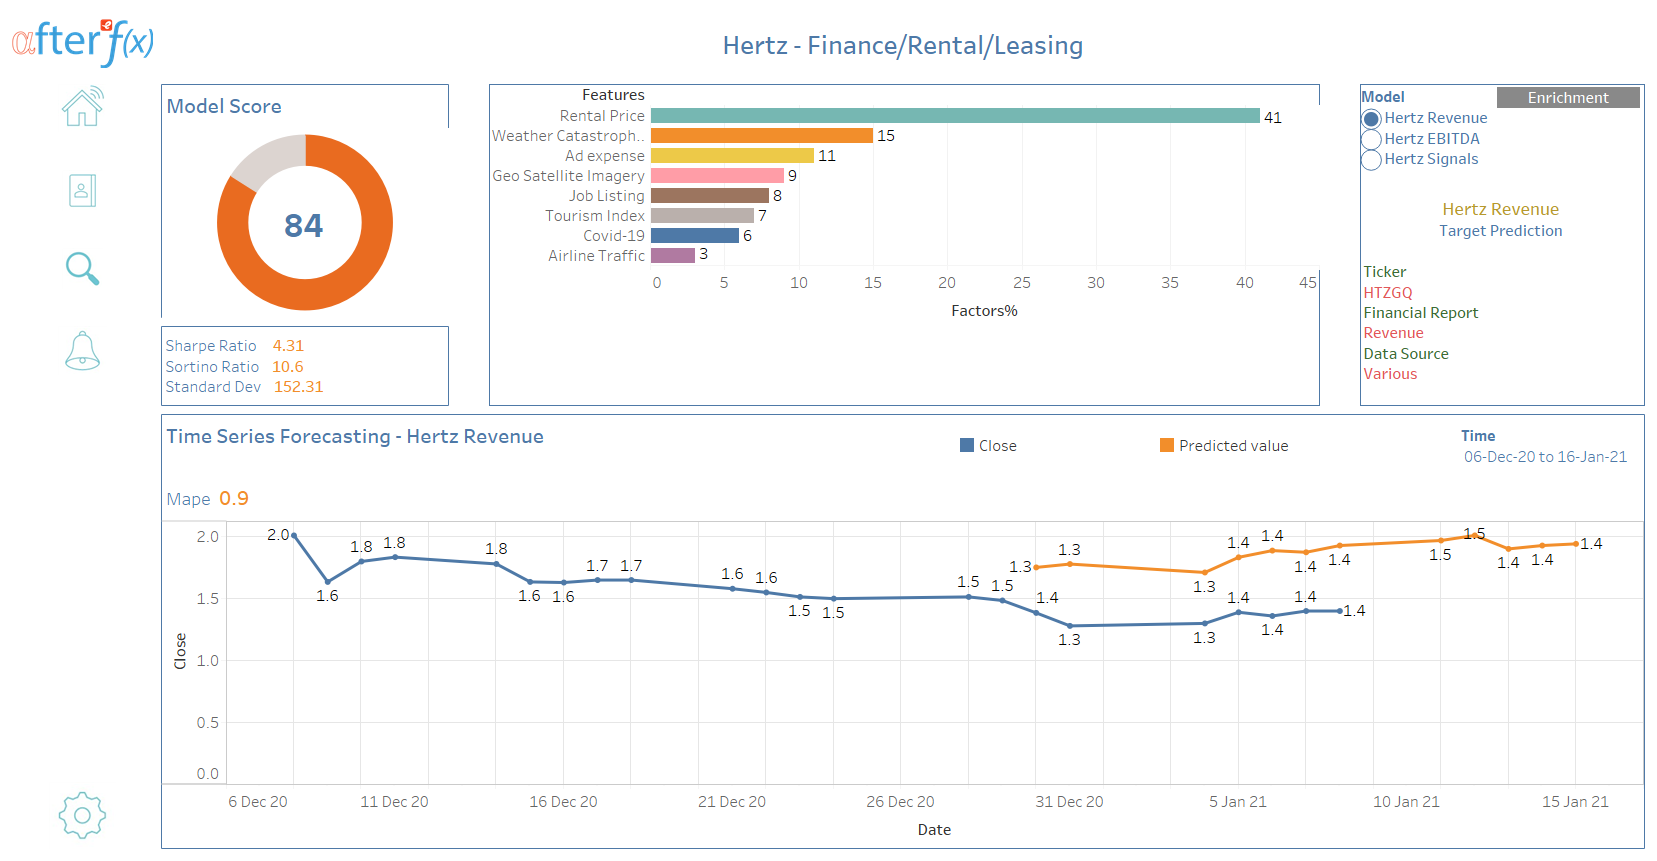 αfter f(x)
Hertz - Finance/Rental/Leasing
Model Score
84
Sharpe Ratio 4.31
Sortino Ratio 10.6
Standard Dev 152.31
Features
Rental Price 41
Weather Catastroph.. 15
Ad expense 11
Geo Satellite Imagery 9
Job Listing 8
Tourism Index 7
Covid-19 6
Airline Traffic 3
0 5 10 15 20 25 30 35 40 45
Factors%
Model Enrichment
Hertz Revenue
Hertz EBITDA
Hertz Signals
Hertz Revenue
Target Prediction
Ticker
HTZGQ
Financial Report
Revenue
Data Source
Various
Time Series Forecasting - Hertz Revenue
Close
Predicted value
Time
06-Dec-20 to 16-Jan-21
Mape 0.9
2.0
1.5
1.0
0.5
0.0
Close
2.0 1.6 1.8 1.8 1.8 1.6 1.6 1.7 1.7 1.6 1.6 1.5 1.5 1.5 1.5 1.4 1.3 1.3 1.4 1.4 1.4 1.4
1.3 1.3 1.3 1.4 1.4 1.4 1.4 1.5 1.5 1.4 1.4 1.4
6 Dec 20 11 Dec 20 16 Dec 20 21 Dec 20 26 Dec 20 31 Dec 20 5 Jan 21 10 Jan 21 15 Jan 21
Date